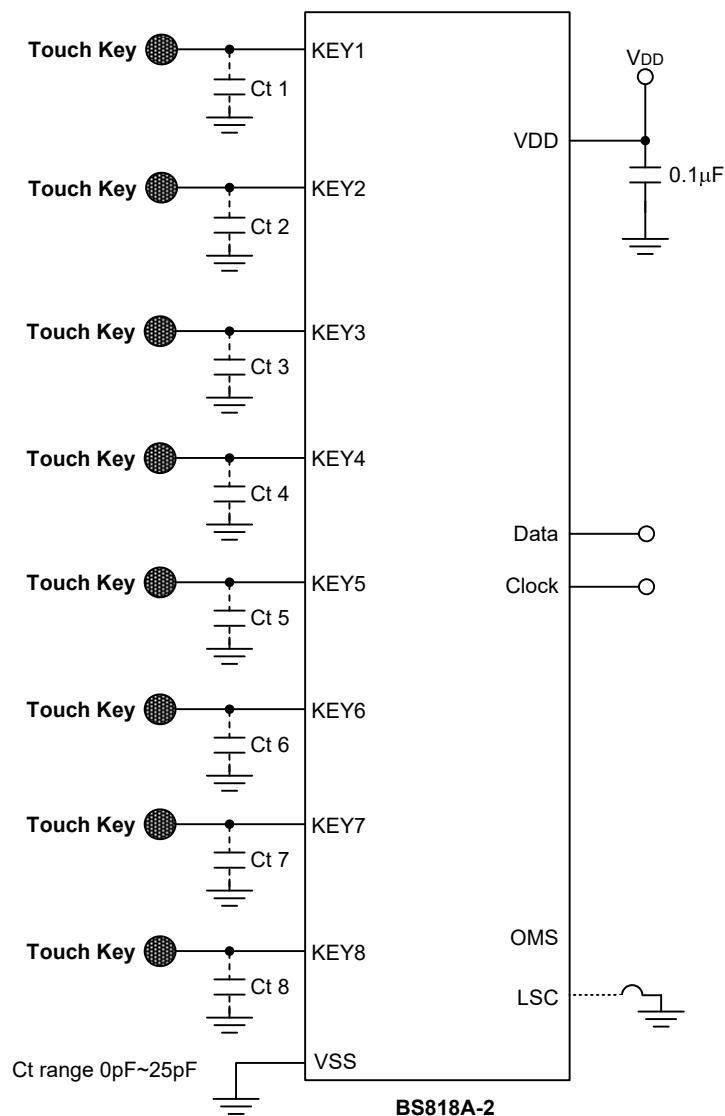 Touch Key
KEY1
Ct 1
VDD
VDD
0.1μF
Touch Key
KEY2
Ct 2
Touch Key
KEY3
Ct 3
Touch Key
KEY4
Ct 4
Data
Touch Key
KEY5
Clock
Ct 5
Touch Key
KEY6
Ct 6
Touch Key
KEY7
Ct 7
OMS
Touch Key
KEY8
Ct 8
LSC
Ct range 0pF~25pF
VSS
BS818A-2